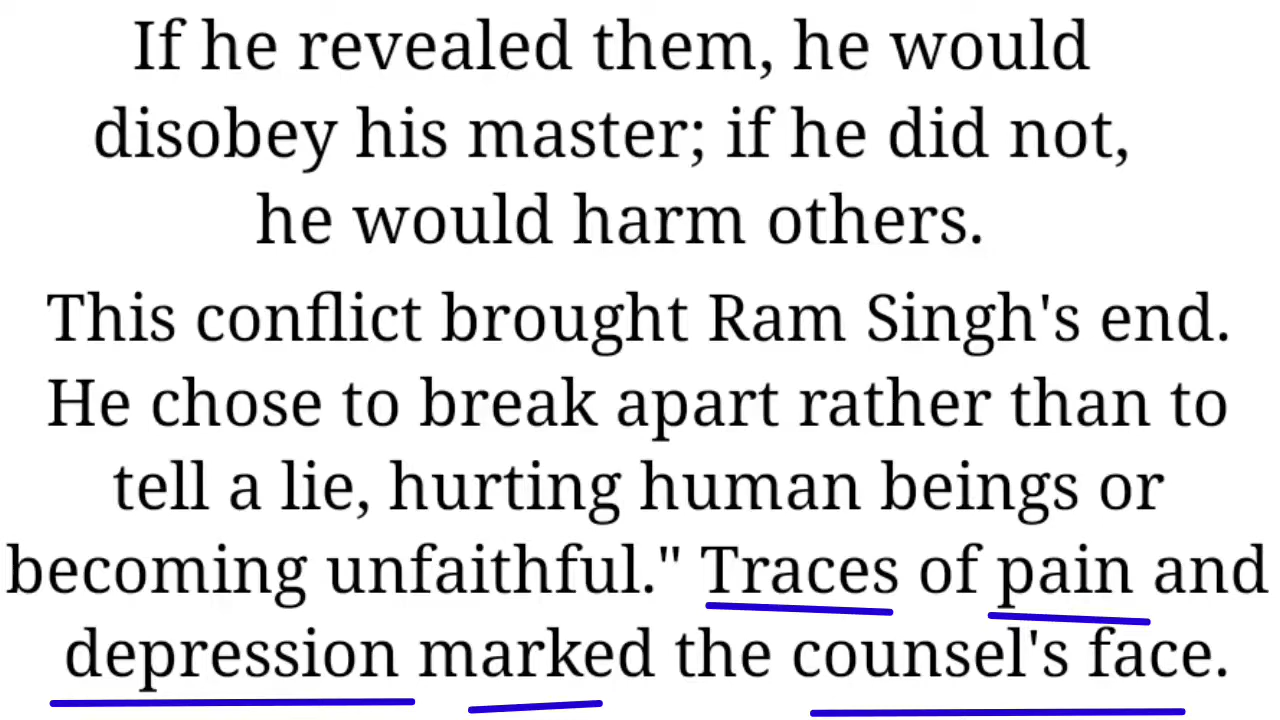 If he revealed them, he would
disobey his master; if he did not,
he would harm others.
This conflict brought Ram Singh's end.
He chose to break apart rather than to
tell a lie, hurting human beings or
becoming unfaithful." Traces of pain and
depression marked the counsel's face.